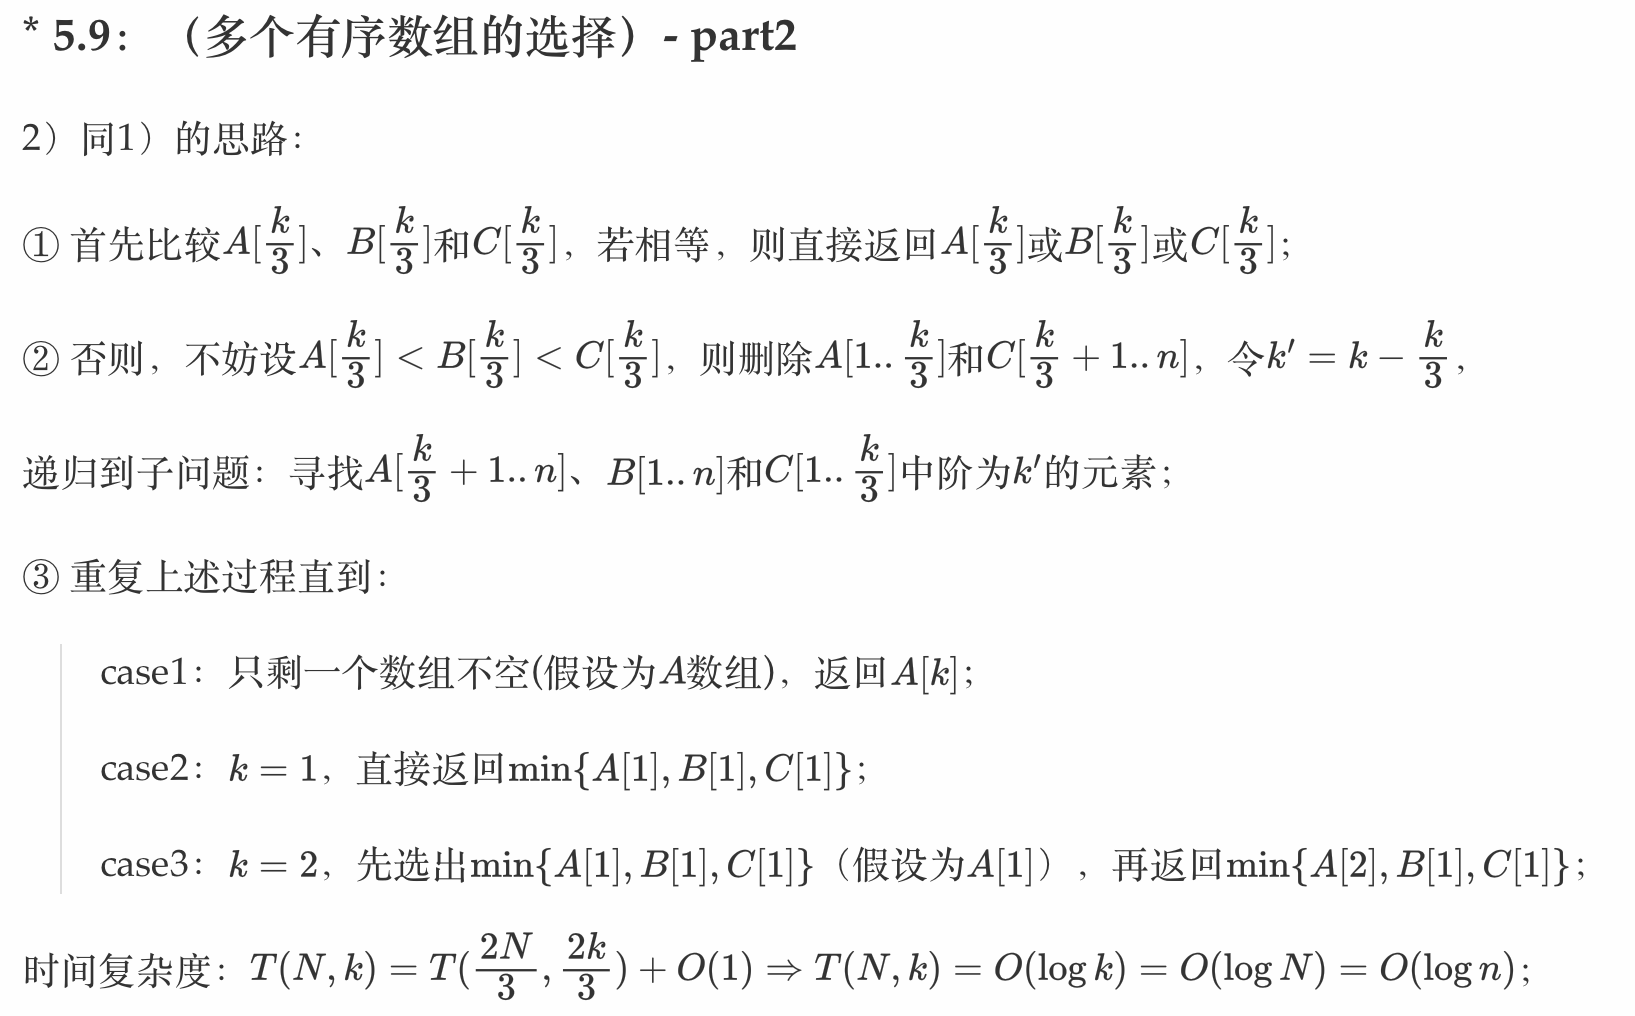 * 5.9：（多个有序数组的选择）- part2
2）同1）的思路：
① 首先比较A[k/3]、B[k/3]和C[k/3]，若相等，则直接返回A[k/3]或B[k/3]或C[k/3]；
② 否则，不妨设A[k/3] < B[k/3] < C[k/3]，则删除A[1..k/3]和C[k/3 + 1..n]，令k′ = k − k/3，
递归到子问题：寻找A[k/3 + 1..n]、B[1..n]和C[1..k/3]中阶为k′的元素；
③ 重复上述过程直到：
case1：只剩一个数组不空(假设为A数组)，返回A[k]；
case2：k = 1，直接返回min{A[1], B[1], C[1]}；
case3：k = 2，先选出min{A[1], B[1], C[1]}（假设为A[1]），再返回min{A[2], B[1], C[1]}；
时间复杂度：T(N, k) = T(2N/3, 2k/3) + O(1) ⇒ T(N, k) = O(log k) = O(log N) = O(log n)；